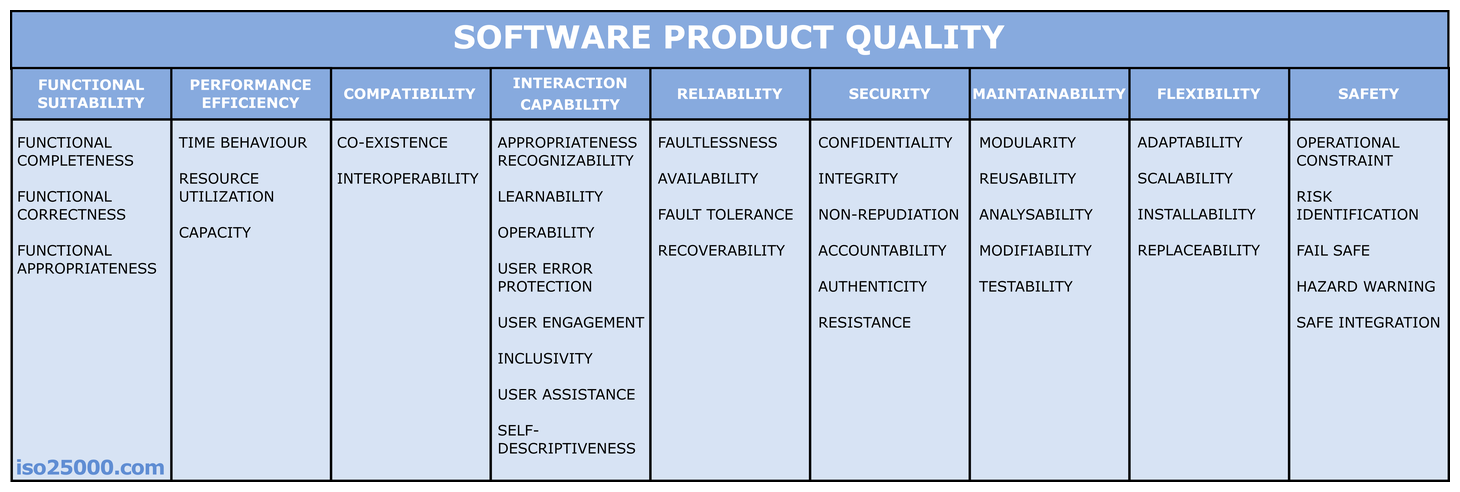 SOFTWARE PRODUCT QUALITY
FUNCTIONAL
SUITABILITY
PERFORMANCE
EFFICIENCY
COMPATIBILITY
INTERACTION
CAPABILITY
RELIABILITY
SECURITY
MAINTAINABILITY
FLEXIBILITY
SAFETY
FUNCTIONAL
COMPLETENESS
FUNCTIONAL
CORRECTNESS
FUNCTIONAL
APPROPRIATENESS
TIME BEHAVIOUR
RESOURCE
UTILIZATION
CAPACITY
CO-EXISTENCE
INTEROPERABILITY
APPROPRIATENESS
RECOGNIZABILITY
LEARNABILITY
OPERABILITY
USER ERROR
PROTECTION
USER ENGAGEMENT
INCLUSIVITY
USER ASSISTANCE
SELF-
DESCRIPTIVENESS
FAULTLESSNESS
AVAILABILITY
FAULT TOLERANCE
RECOVERABILITY
CONFIDENTIALITY
INTEGRITY
NON-REPUDIATION
ACCOUNTABILITY
AUTHENTICITY
RESISTANCE
MODULARITY
REUSABILITY
ANALYSABILITY
MODIFIABILITY
TESTABILITY
ADAPTABILITY
SCALABILITY
INSTALLABILITY
REPLACEABILITY
OPERATIONAL
CONSTRAINT
RISK
IDENTIFICATION
FAIL SAFE
HAZARD WARNING
SAFE INTEGRATION
iso25000.com